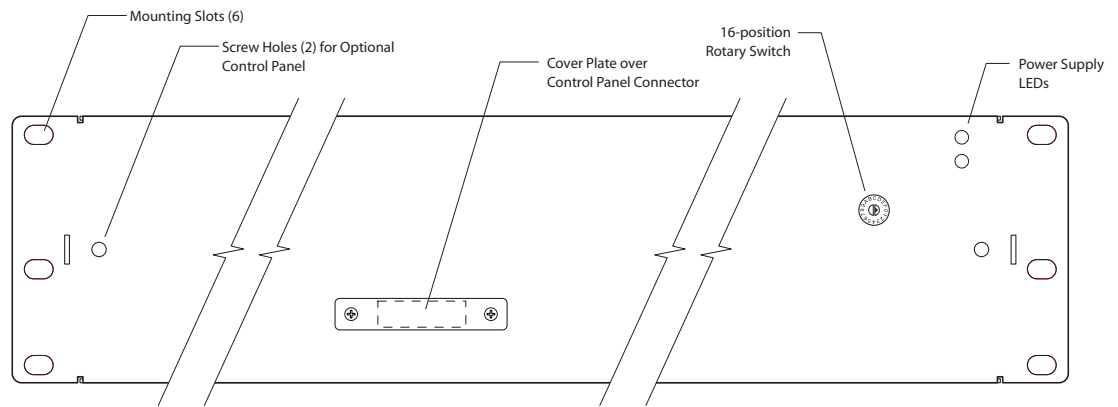 Mounting Slots (6)
Screw Holes (2) for Optional
Control Panel
Cover Plate over
Control Panel Connector
16-position
Rotary Switch
Power Supply
LEDs